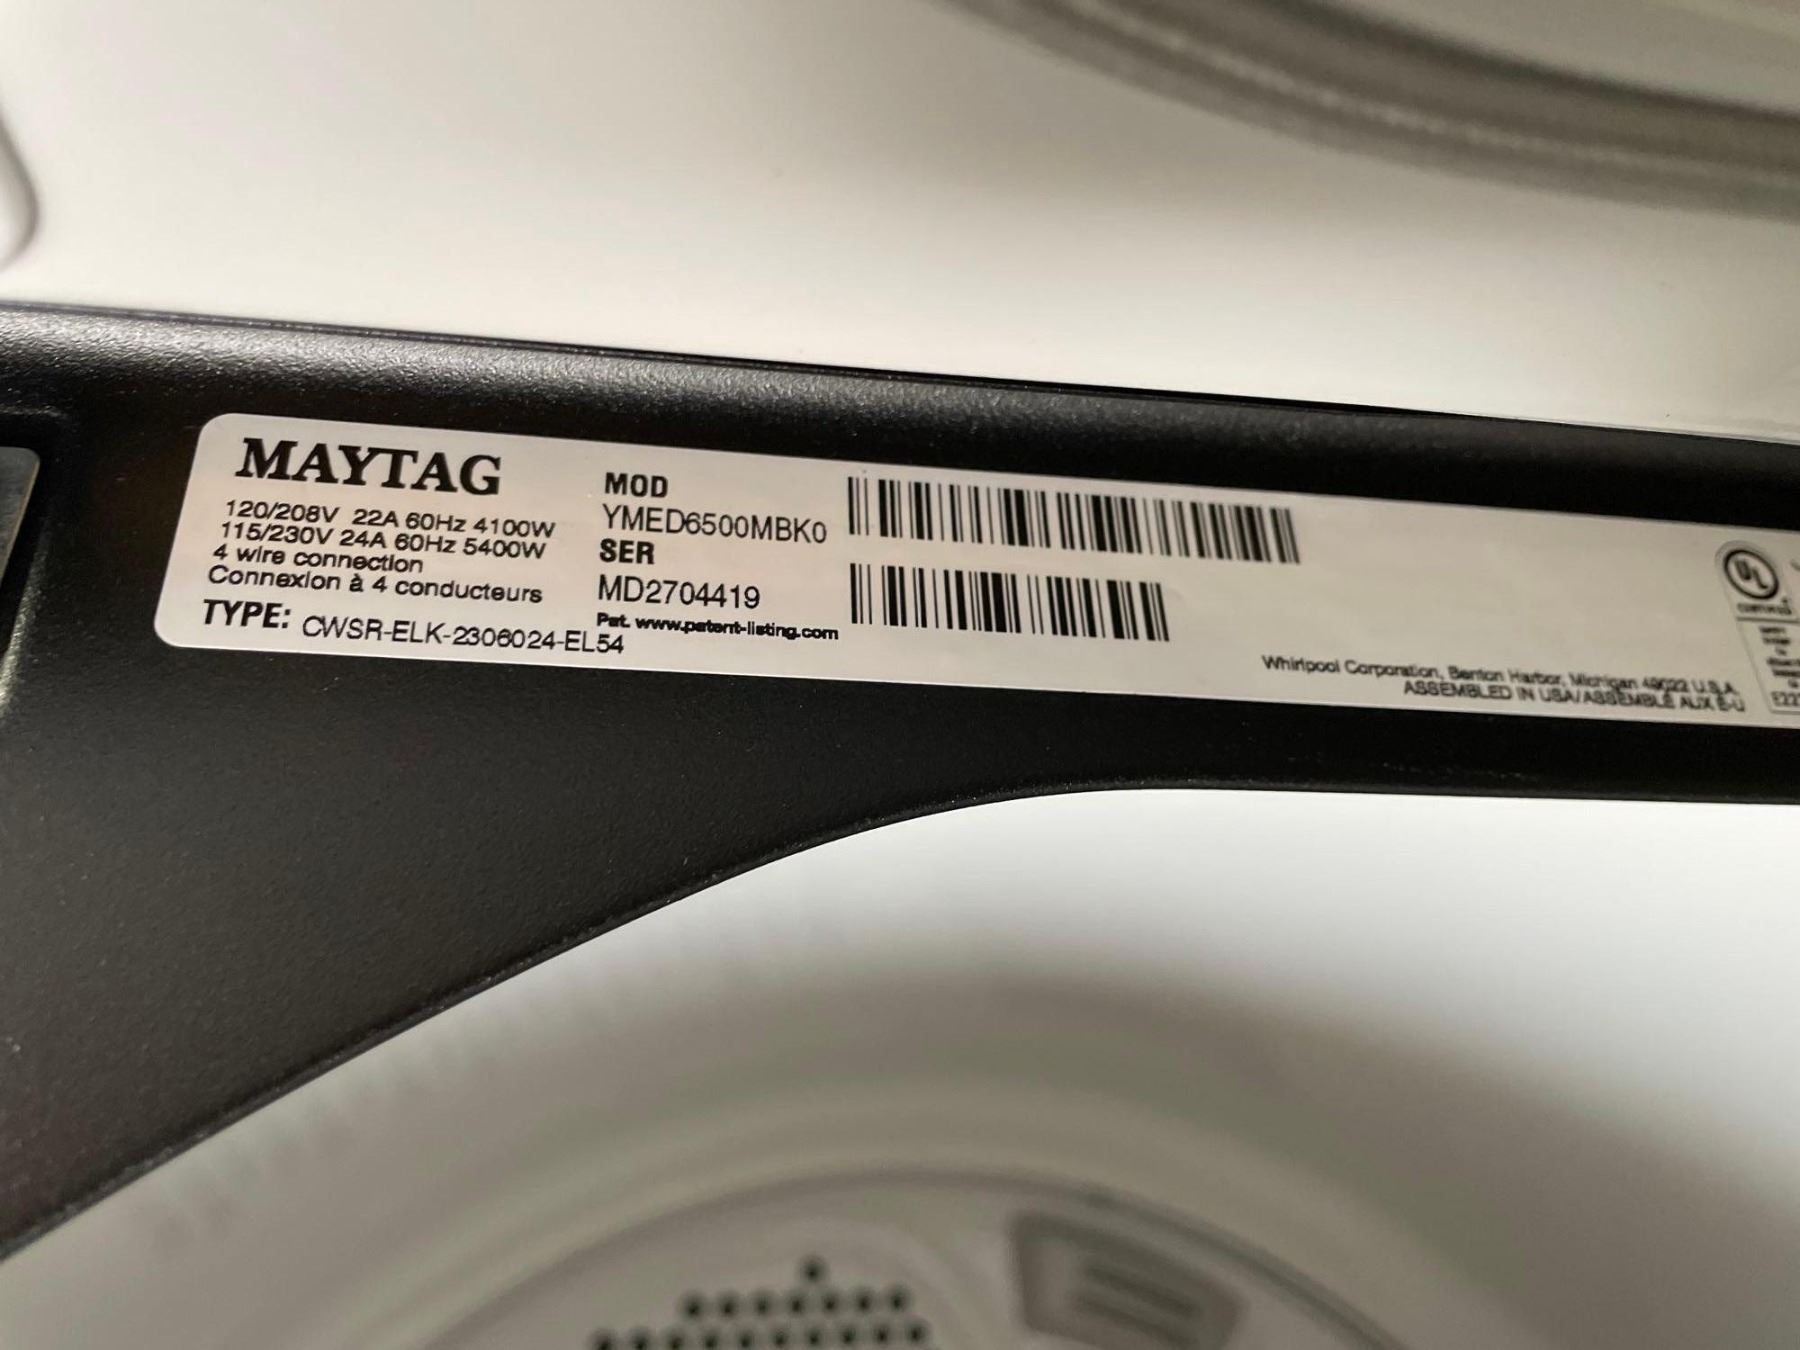 MAYTAG
120/208V 22A 60Hz 4100W
115/230V 24A 60Hz 5400W
4 wire connection
Connexion à 4 conducteurs
TYPE: CWSR-ELK-2306024-EL54
MOD
YMED6500MBK0
SER
MD2704419
Pat. www.patent-listing.com
Whirlpool Corporation, Benton Harbor, Michigan 49022 U.S.A.
ASSEMBLED IN USA/ASSEMBLÉ AUX É-U
UL
CERTIFIED